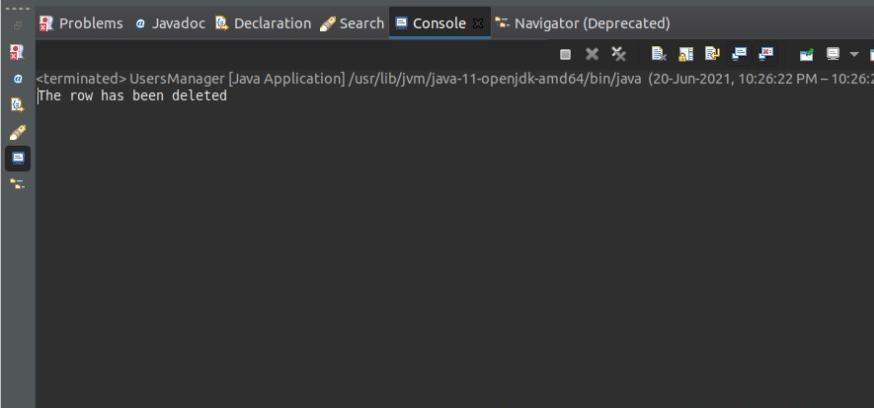 Problems @ Javadoc Declaration Search Console Navigator (Deprecated)
<terminated> UsersManager [Java Application] /usr/lib/jvm/java-11-openjdk-amd64/bin/java (20-Jun-2021, 10:26:22 PM – 10:26:2
The row has been deleted